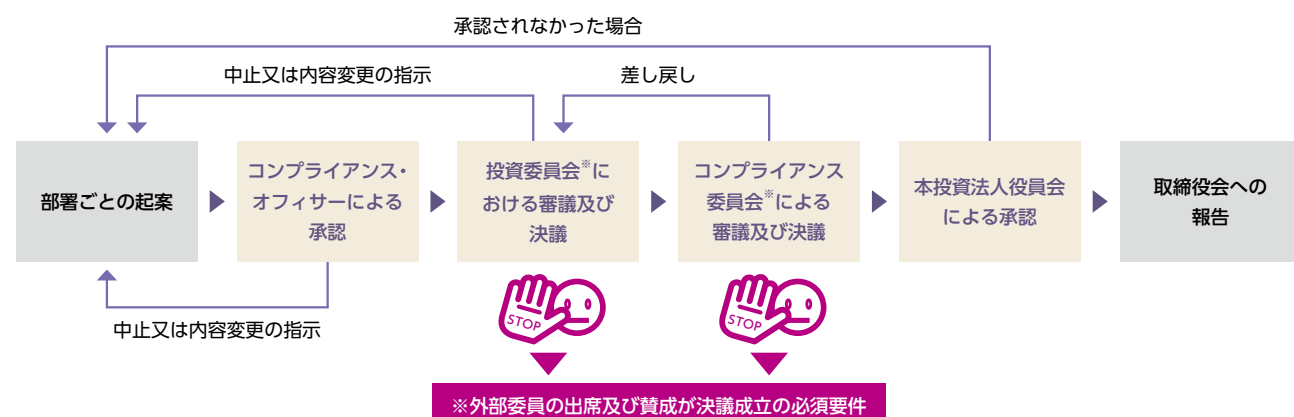 承認されなかった場合
中止又は内容変更の指示
差し戻し
部署ごとの起案
コンプライアンス・
オフィサーによる
承認
投資委員会※に
おける審議及び
決議
コンプライアンス
委員会※による
審議及び決議
本投資法人役員会
による承認
取締役会への
報告
中止又は内容変更の指示
STOP
STOP
※外部委員の出席及び賛成が決議成立の必須要件